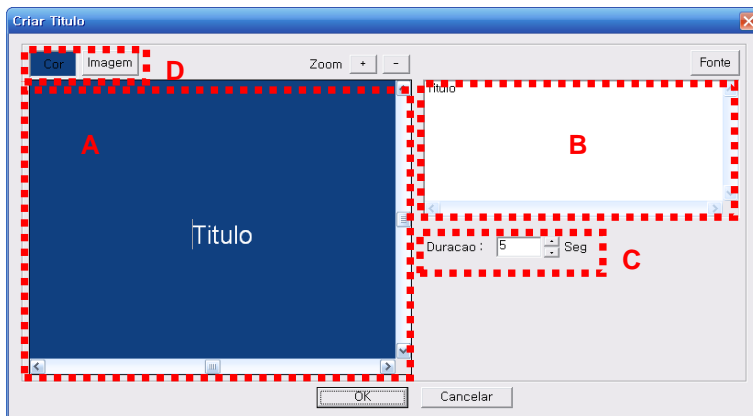 Criar Titulo
Cor Imagem D Zoom + - Fonte
Titulo
A
B
Titulo
Duracao : 5 Seg
C
OK Cancelar